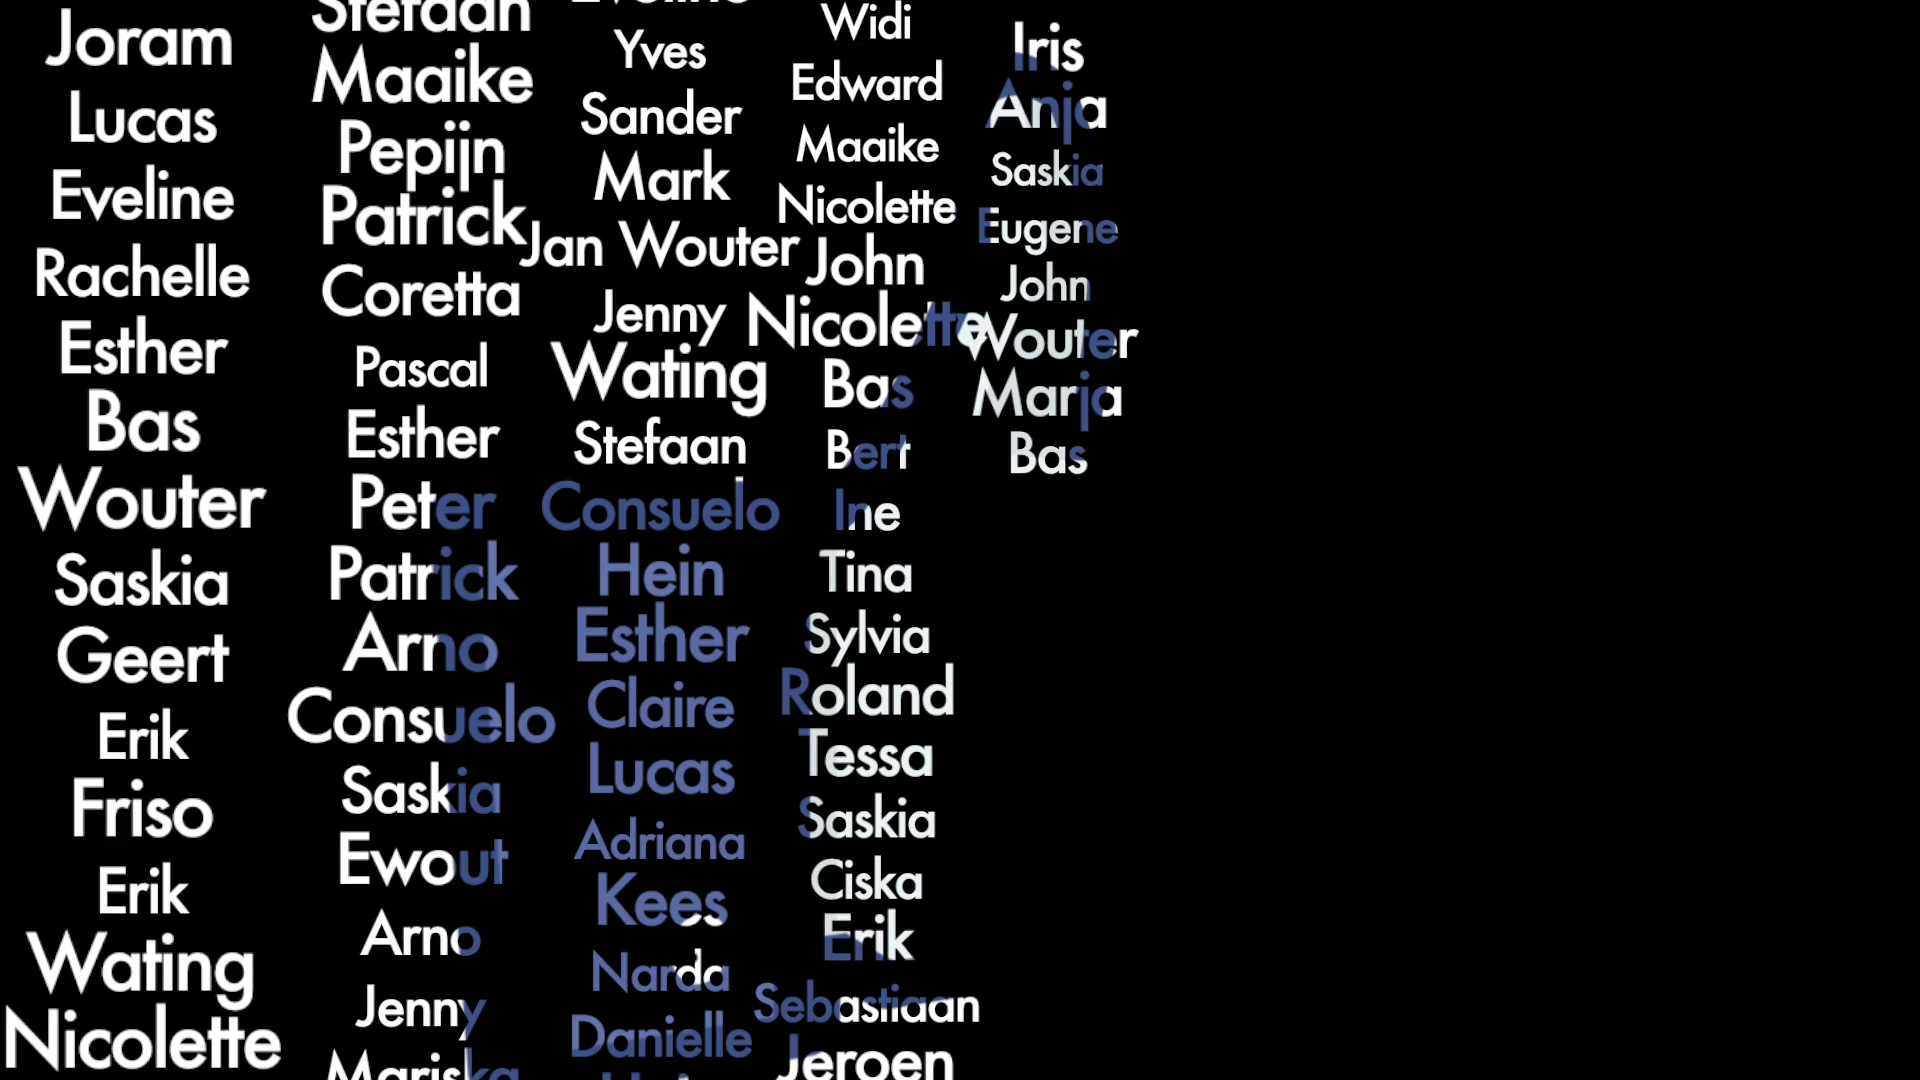 Joram
Lucas
Eveline
Rachelle
Esther
Bas
Wouter
Saskia
Geert
Erik
Friso
Erik
Wating
Nicolette
Stefaan
Maaike
Pepijn
Patrick
Coretta
Pascal
Esther
Peter
Patrick
Arno
Consuelo
Saskia
Ewout
Arno
Jenny
Mariska
Eveline
Yves
Sander
Mark
Jan Wouter
Jenny
Wating
Stefaan
Consuelo
Hein
Esther
Claire
Lucas
Adriana
Kees
Narda
Danielle
Widi
Edward
Maaike
Nicolette
John
Nicolette
Bas
Bert
Ine
Tina
Sylvia
Roland
Tessa
Saskia
Ciska
Erik
Sebastiaan
Jeroen
Iris
Anja
Saskia
Eugene
John
Wouter
Marja
Bas